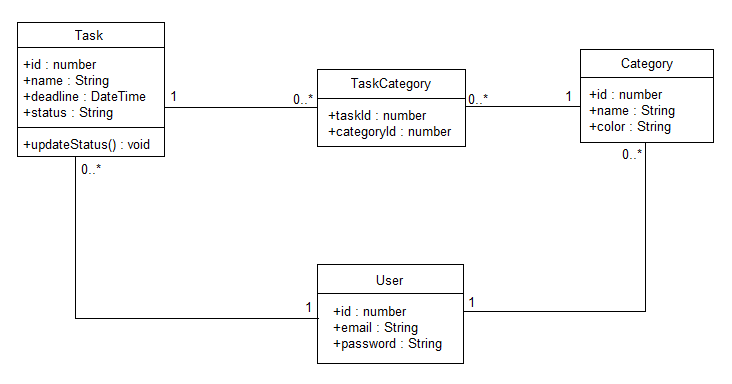 Task
+id : number
+name : String
+deadline : DateTime
+status : String
+updateStatus() : void
1
0..*
TaskCategory
+taskId : number
+categoryId : number
0..*
1
Category
+id : number
+name : String
+color : String
0..*
0..*
1
User
+id : number
+email : String
+password : String
1